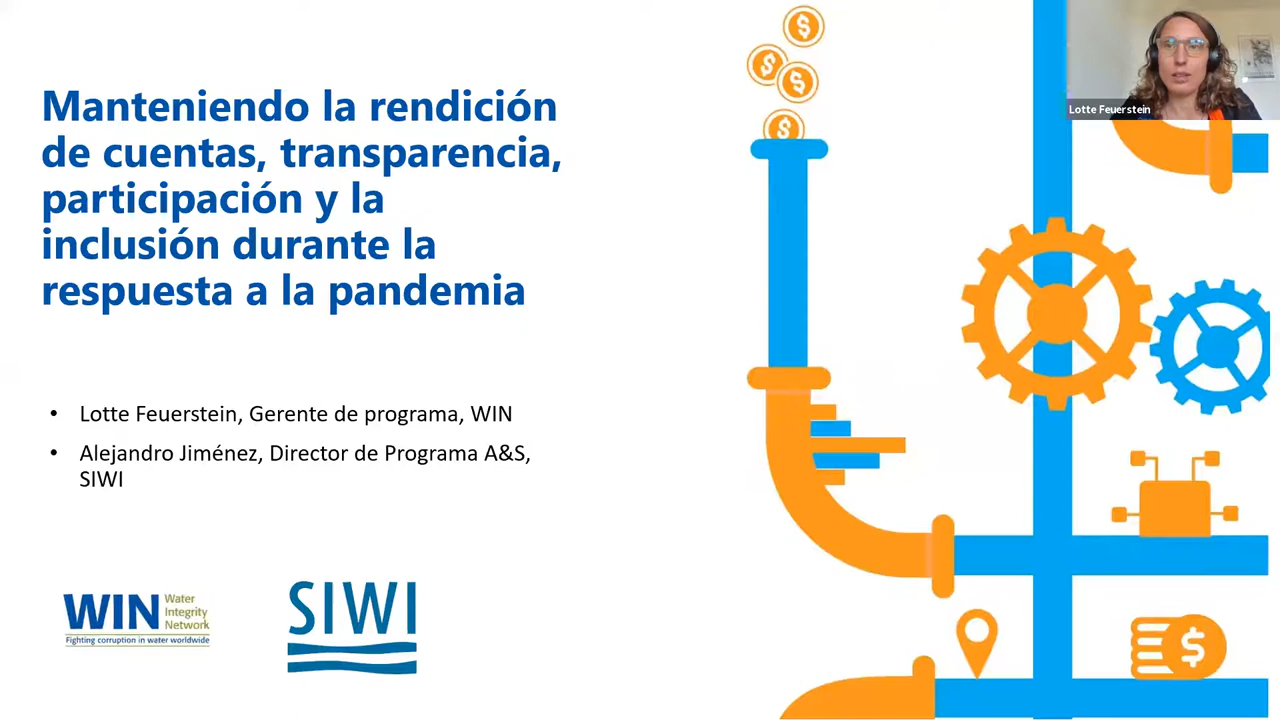 Manteniendo la rendición
de cuentas, transparencia,
participación y la
inclusión durante la
respuesta a la pandemia
• Lotte Feuerstein, Gerente de programa, WIN
• Alejandro Jiménez, Director de Programa A&S,
SIWI
WIN Water
Integrity
Network
Fighting corruption in water worldwide
SIWI
Lotte Feuerstein
$
$
$
$
$